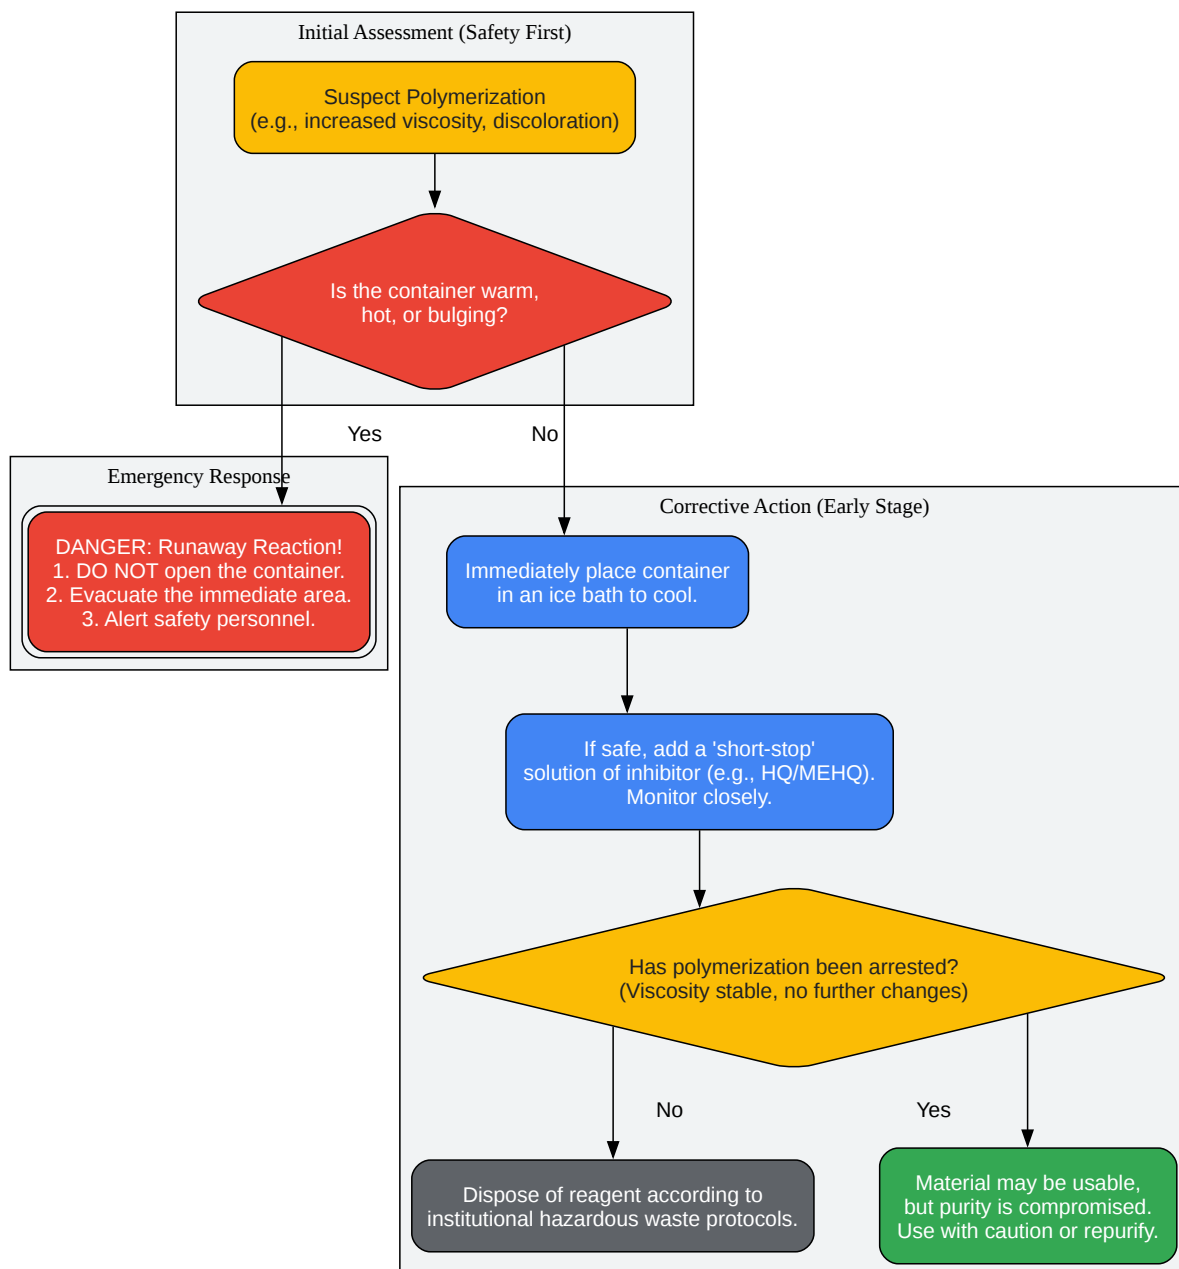 Initial Assessment (Safety First)
Suspect Polymerization
(e.g., increased viscosity, discoloration)
Is the container warm,
hot, or bulging?
Yes
No
Emergency Response
DANGER: Runaway Reaction!
1. DO NOT open the container.
2. Evacuate the immediate area.
3. Alert safety personnel.
Corrective Action (Early Stage)
Immediately place container
in an ice bath to cool.
If safe, add a 'short-stop'
solution of inhibitor (e.g., HQ/MEHQ).
Monitor closely.
Has polymerization been arrested?
(Viscosity stable, no further changes)
No
Yes
Dispose of reagent according to
institutional hazardous waste protocols.
Material may be usable,
but purity is compromised.
Use with caution or repurify.